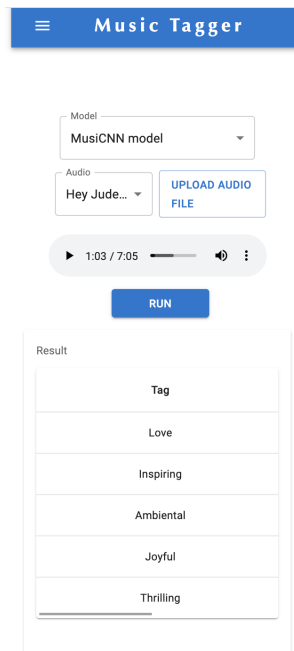 Music Tagger
Model
MusiCNN model
Audio
Hey Jude...
UPLOAD AUDIO
FILE
1:03 / 7:05
RUN
Result
Tag
Love
Inspiring
Ambiental
Joyful
Thrilling